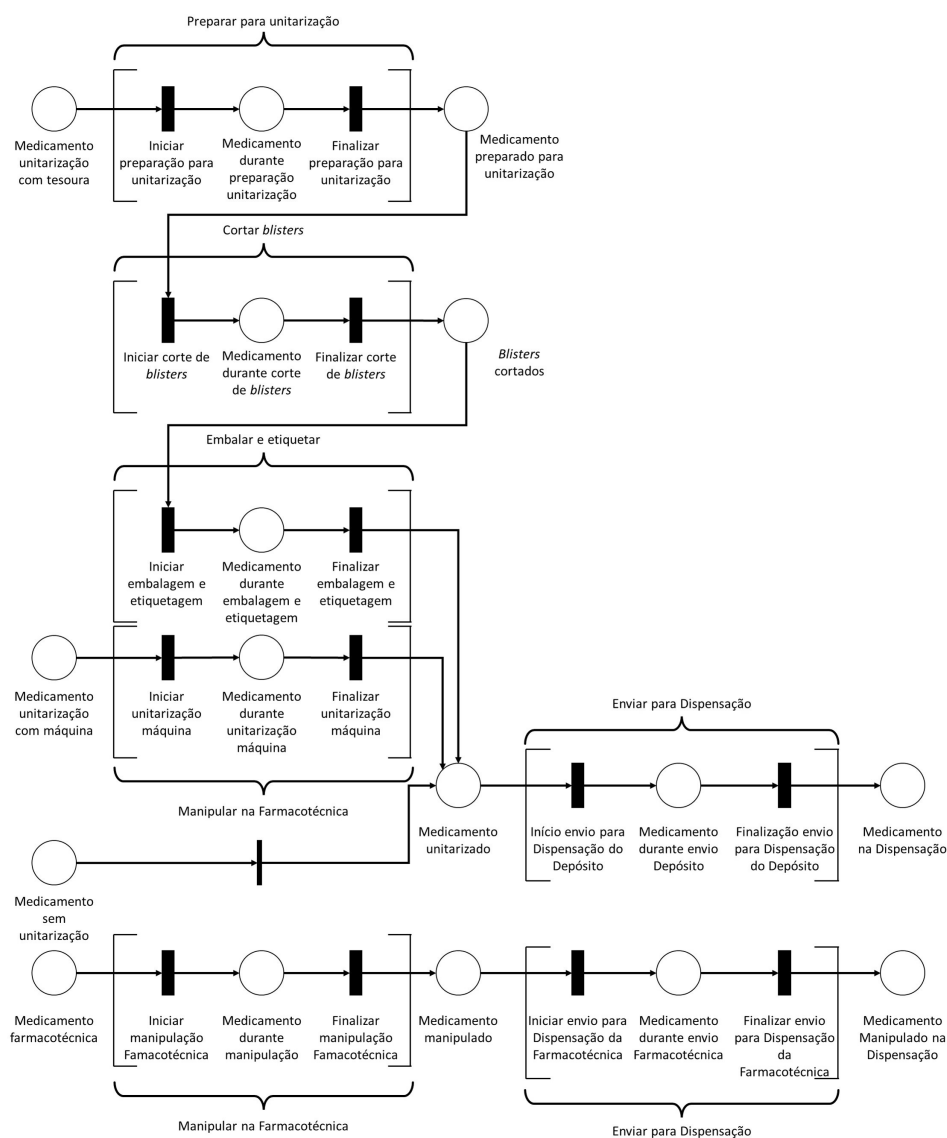 Preparar para unitarização
Medicamento
unitarização
com tesoura
Iniciar
preparação para
unitarização
Medicamento
durante
preparação
unitarização
Finalizar
preparação para
unitarização
Medicamento
preparado para
unitarização
Cortar blisters
Iniciar corte de
blisters
Medicamento
durante corte
de blisters
Finalizar corte
de blisters
Blisters
cortados
Embalar e etiquetar
Iniciar
embalagem e
etiquetagem
Medicamento
durante
embalagem e
etiquetagem
Finalizar
embalagem e
etiquetagem
Medicamento
unitarização
com máquina
Iniciar
unitarização
máquina
Medicamento
durante
unitarização
máquina
Finalizar
unitarização
máquina
Manipular na Farmacotécnica
Enviar para Dispensação
Medicamento
unitarizado
Início envio para
Dispensação do
Depósito
Medicamento
durante envio
Depósito
Finalização envio
para Dispensação
do Depósito
Medicamento
na Dispensação
Medicamento
sem
unitarização
Medicamento
farmacotécnica
Iniciar
manipulação
Famacotécnica
Medicamento
durante
manipulação
Finalizar
manipulação
Famacotécnica
Medicamento
manipulado
Iniciar envio para
Dispensação da
Farmacotécnica
Medicamento
durante envio
Farmacotécnica
Finalizar envio
para Dispensação
da
Farmacotécnica
Medicamento
Manipulado na
Dispensação
Manipular na Farmacotécnica
Enviar para Dispensação